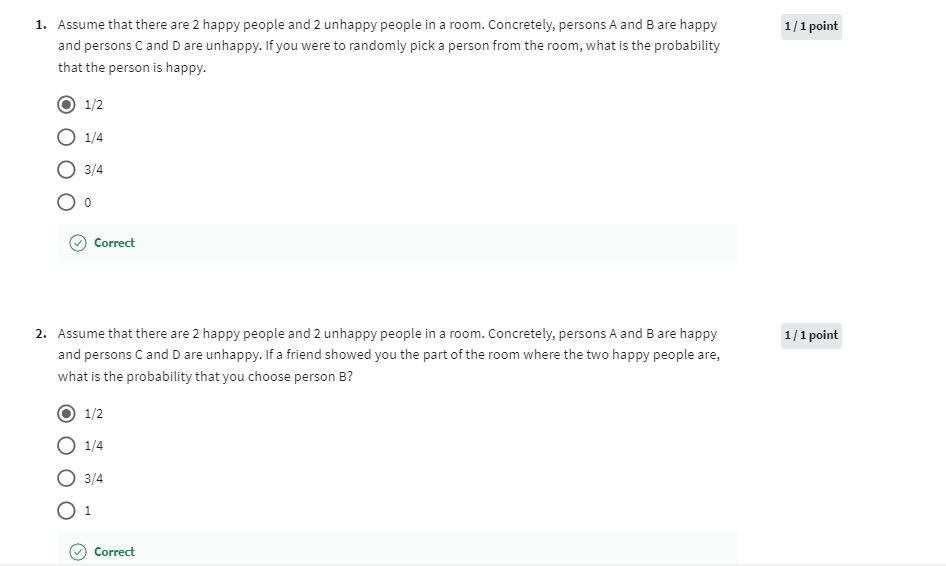 1. Assume that there are 2 happy people and 2 unhappy people in a room. Concretely, persons A and B are happy
1 / 1 point
and persons C and D are unhappy. If you were to randomly pick a person from the room, what is the probability
that the person is happy.
1/2
1/4
3/4
0
Correct
2. Assume that there are 2 happy people and 2 unhappy people in a room. Concretely, persons A and B are happy
1 / 1 point
and persons C and D are unhappy. If a friend showed you the part of the room where the two happy people are,
what is the probability that you choose person B?
1/2
1/4
3/4
1
Correct